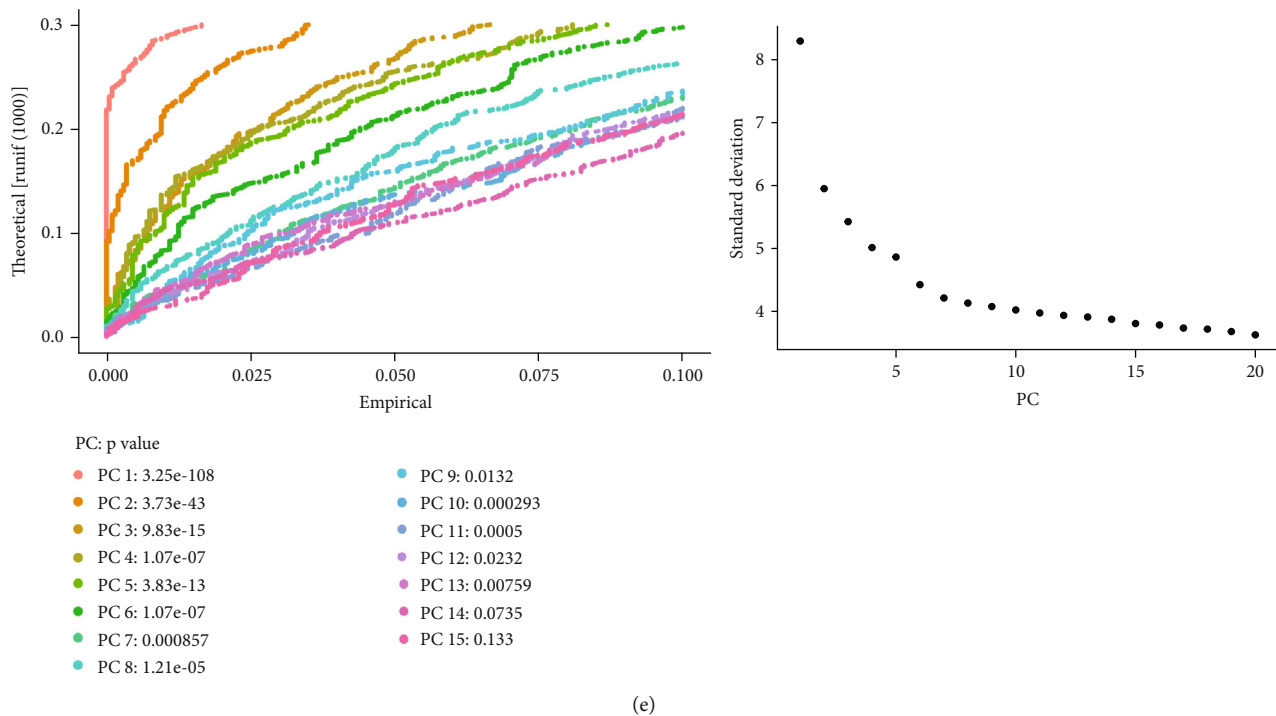 0.3
0.2
0.1
0.0
Theoretical [runif (1000)]
0.000
0.025
0.050
0.075
0.100
Empirical
8
7
6
5
4
Standard deviation
5
10
15
20
PC
PC: p value
PC 1: 3.25e-108
PC 2: 3.73e-43
PC 3: 9.83e-15
PC 4: 1.07e-07
PC 5: 3.83e-13
PC 6: 1.07e-07
PC 7: 0.000857
PC 8: 1.21e-05
PC 9: 0.0132
PC 10: 0.000293
PC 11: 0.0005
PC 12: 0.0232
PC 13: 0.00759
PC 14: 0.0735
PC 15: 0.133
(e)